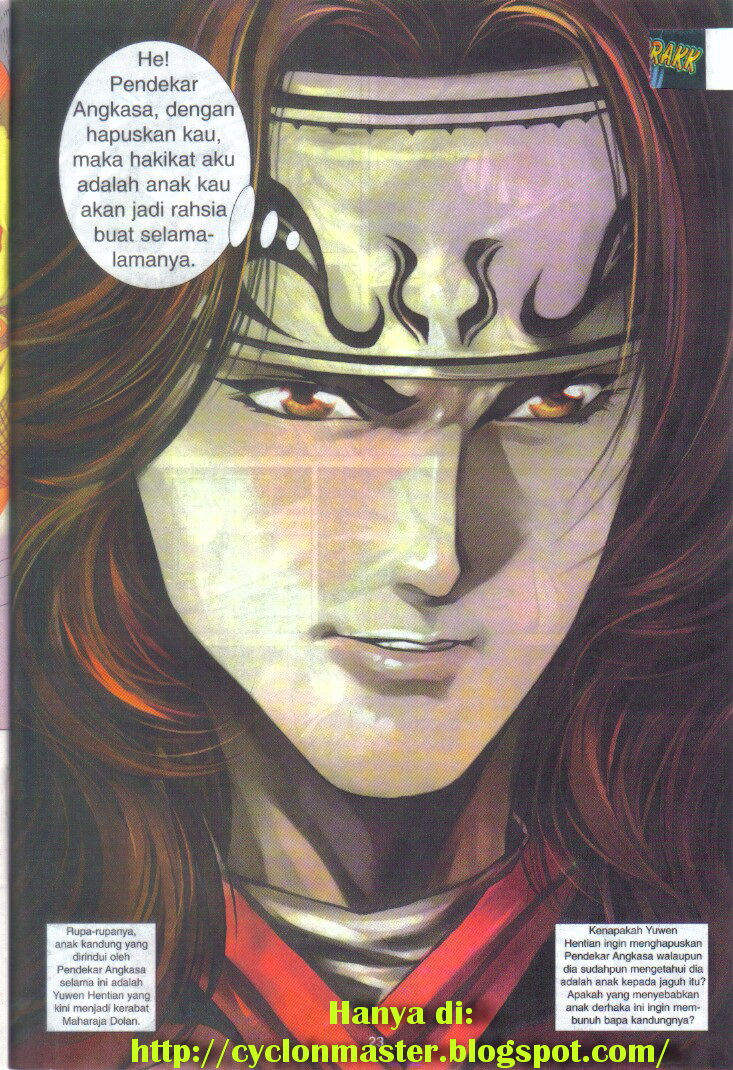 RAKK
He!
Pendekar
Angkasa, dengan
hapuskan kau,
maka hakikat aku
adalah anak kau
akan jadi rahsia
buat selama-
lamanya.
Rupa-rupanya,
anak kandung yang
dirindui oleh
Pendekar Angkasa
selama ini adalah
Yuwen Hentian yang
kini menjadi kerabat
Maharaja Dolan.
Kenapakah Yuwen
Hentian ingin menghapuskan
Pendekar Angkasa walaupun
dia sudahpun mengetahui dia
adalah anak kepada jaguh itu?
Apakah yang menyebabkan
anak derhaka ini ingin mem-
bunuh bapa kandungnya?
Hanya di:
23
http://cyclonmaster.blogspot.com/